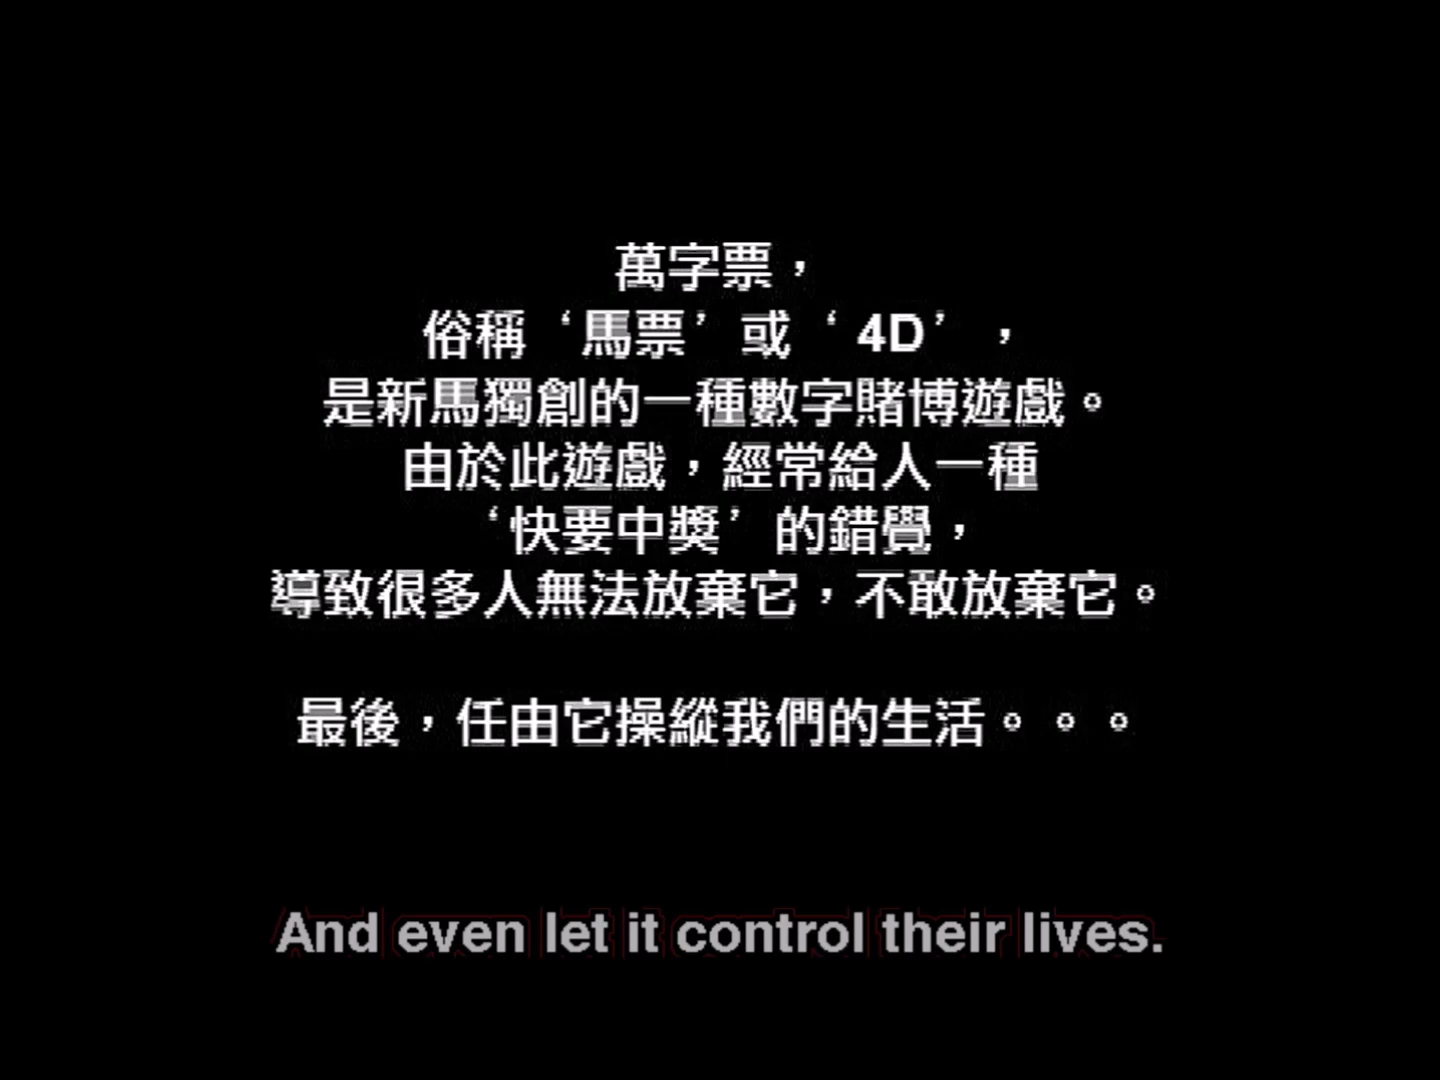 萬字票，
俗稱‘馬票’或‘4D’，
是新馬獨創的一種數字賭博遊戲。
由於此遊戲，經常給人一種
‘快要中獎’的錯覺，
導致很多人無法放棄它，不敢放棄它。
最後，任由它操縱我們的生活。。。
And even let it control their lives.